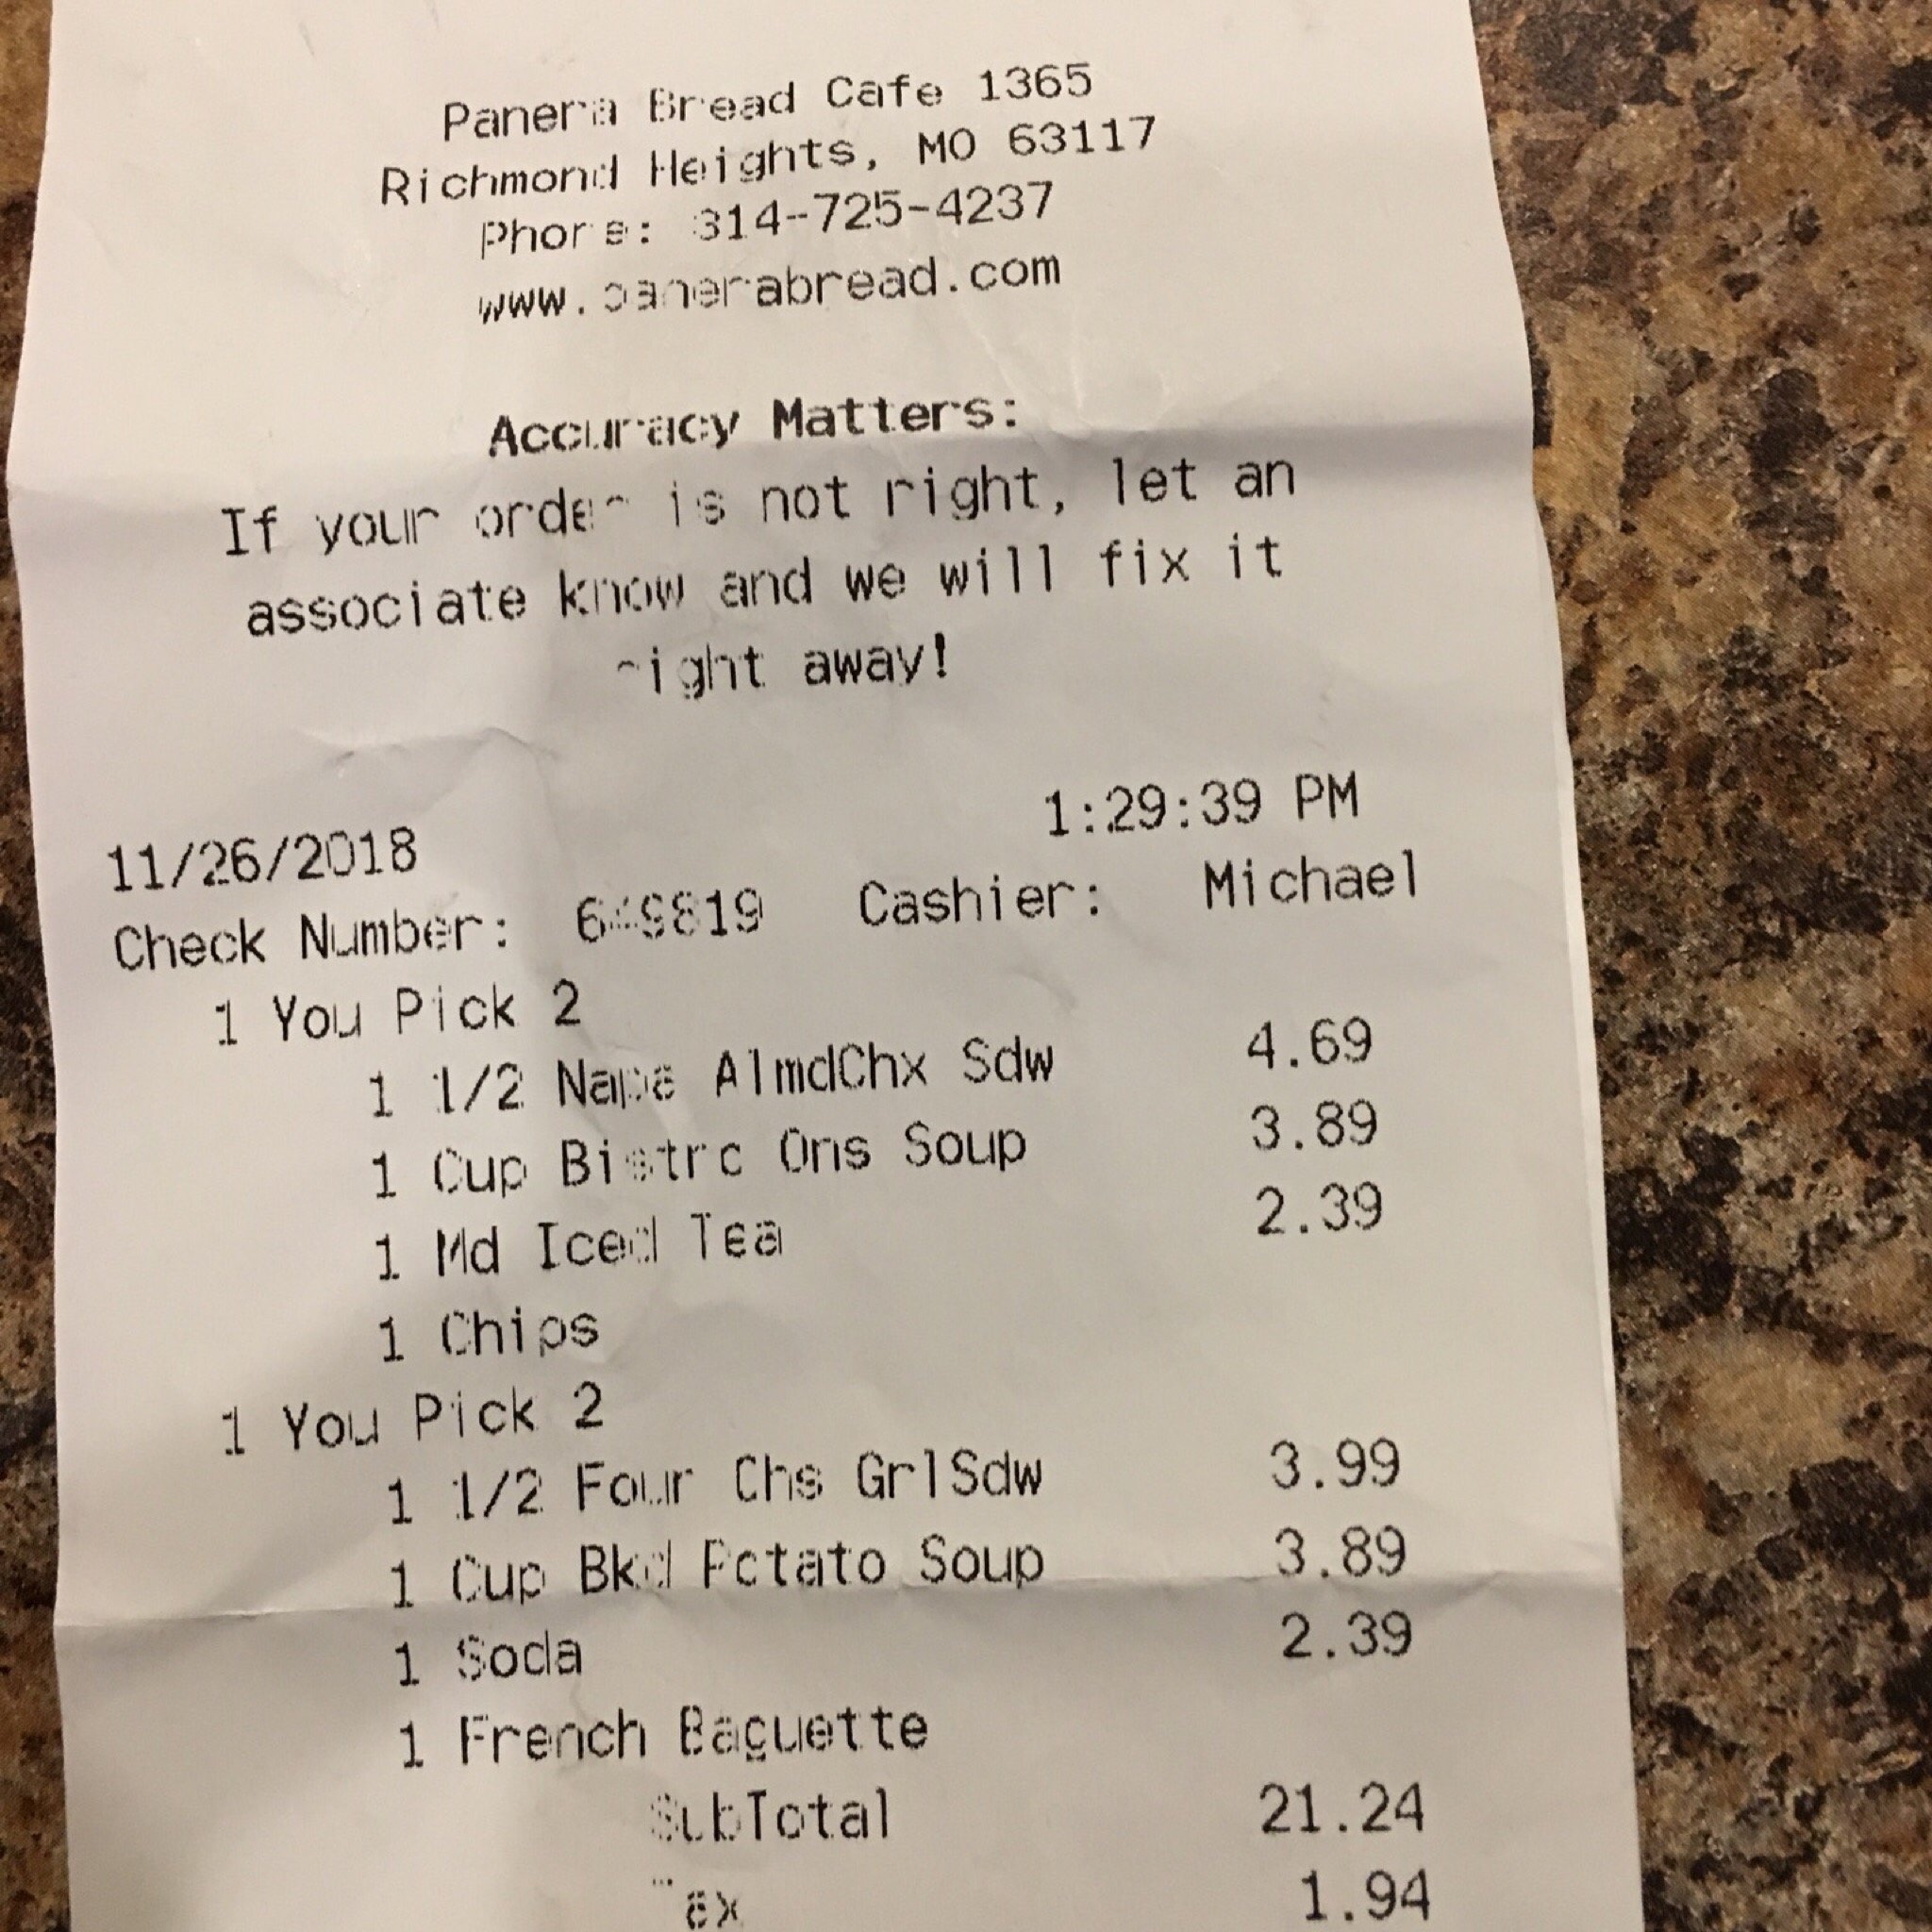 Panera Bread Cafe 1365
Richmond Heights, MO 63117
Phone: 314-725-4237
www.panerabread.com
Accuracy Matters:
If your order is not right, let an
associate know and we will fix it
right away!
11/26/2018 1:29:39 PM
Check Number: 649819 Cashier: Michael
1 You Pick 2
1 1/2 Napa AlmdChx Sdw 4.69
1 Cup Bistro Ons Soup 3.89
1 Md Iced Tea 2.39
1 Chips
1 You Pick 2
1 1/2 Four Chs GrlSdw 3.99
1 Cup Bkd Potato Soup 3.89
1 Soda 2.39
1 French Baguette
SubTotal 21.24
Tax 1.94